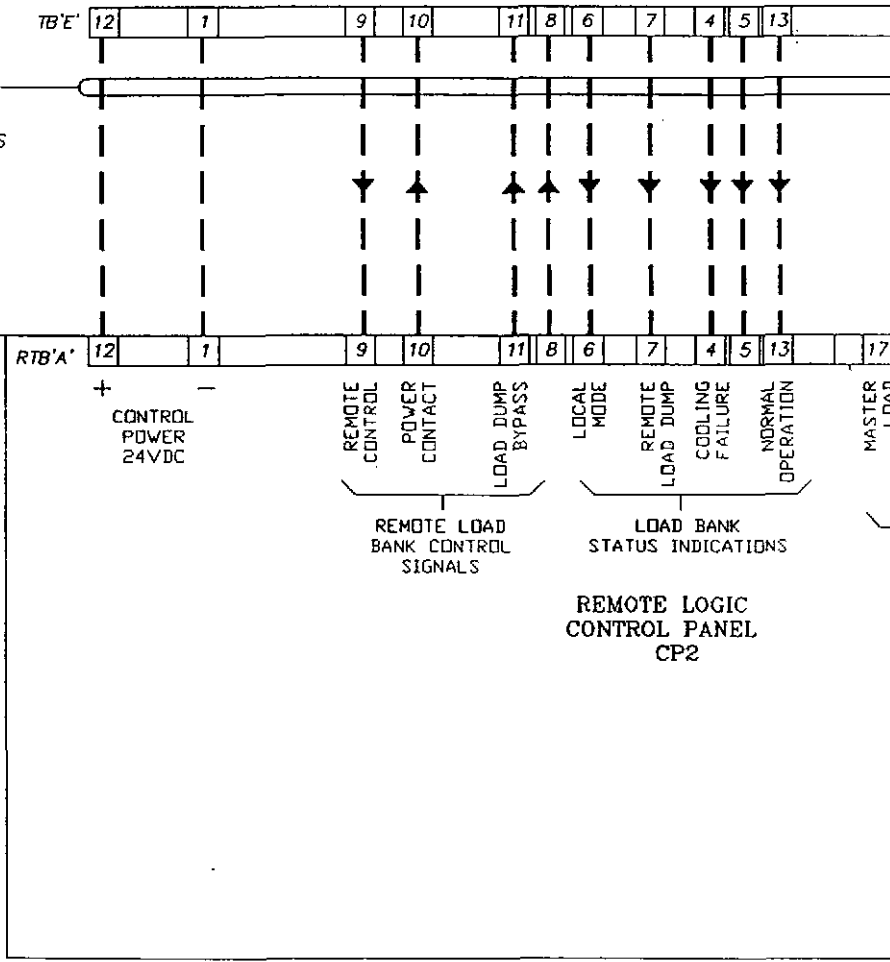 TB'E' 12 1 9 10 11 8 6 7 4 5 13
S
RTB'A' 12 1 9 10 11 8 6 7 4 5 13 17
+ −
CONTROL
POWER
24VDC
REMOTE
CONTROL
POWER
CONTACT
LOAD DUMP
BYPASS
LOCAL
MODE
REMOTE
LOAD DUMP
COOLING
FAILURE
NORMAL
OPERATION
MASTER
LOAD
REMOTE LOAD
BANK CONTROL
SIGNALS
LOAD BANK
STATUS INDICATIONS
REMOTE LOGIC
CONTROL PANEL
CP2